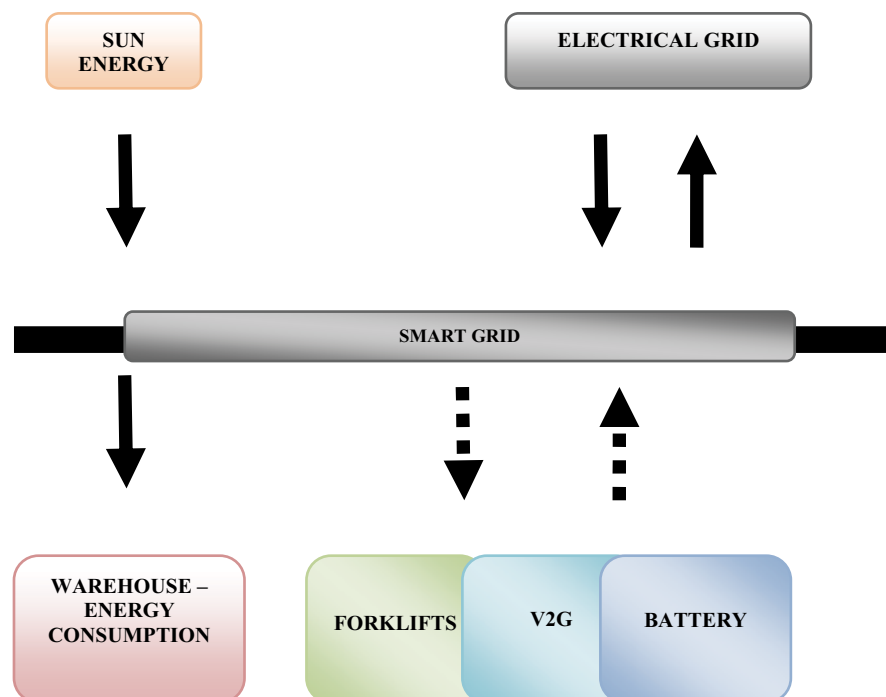 SUN
ENERGY
ELECTRICAL GRID
SMART GRID
WAREHOUSE –
ENERGY
CONSUMPTION
FORKLIFTS
V2G
BATTERY